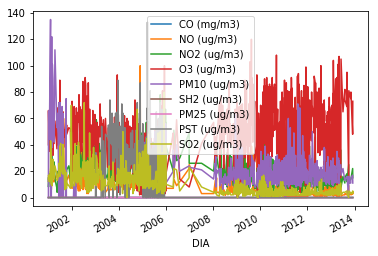 140
120
100
80
60
40
20
0
CO (mg/m3)
NO (ug/m3)
NO2 (ug/m3)
O3 (ug/m3)
PM10 (ug/m3)
SH2 (ug/m3)
PM25 (ug/m3)
PST (ug/m3)
SO2 (ug/m3)
2002 2004 2006 2008 2010 2012 2014
DIA